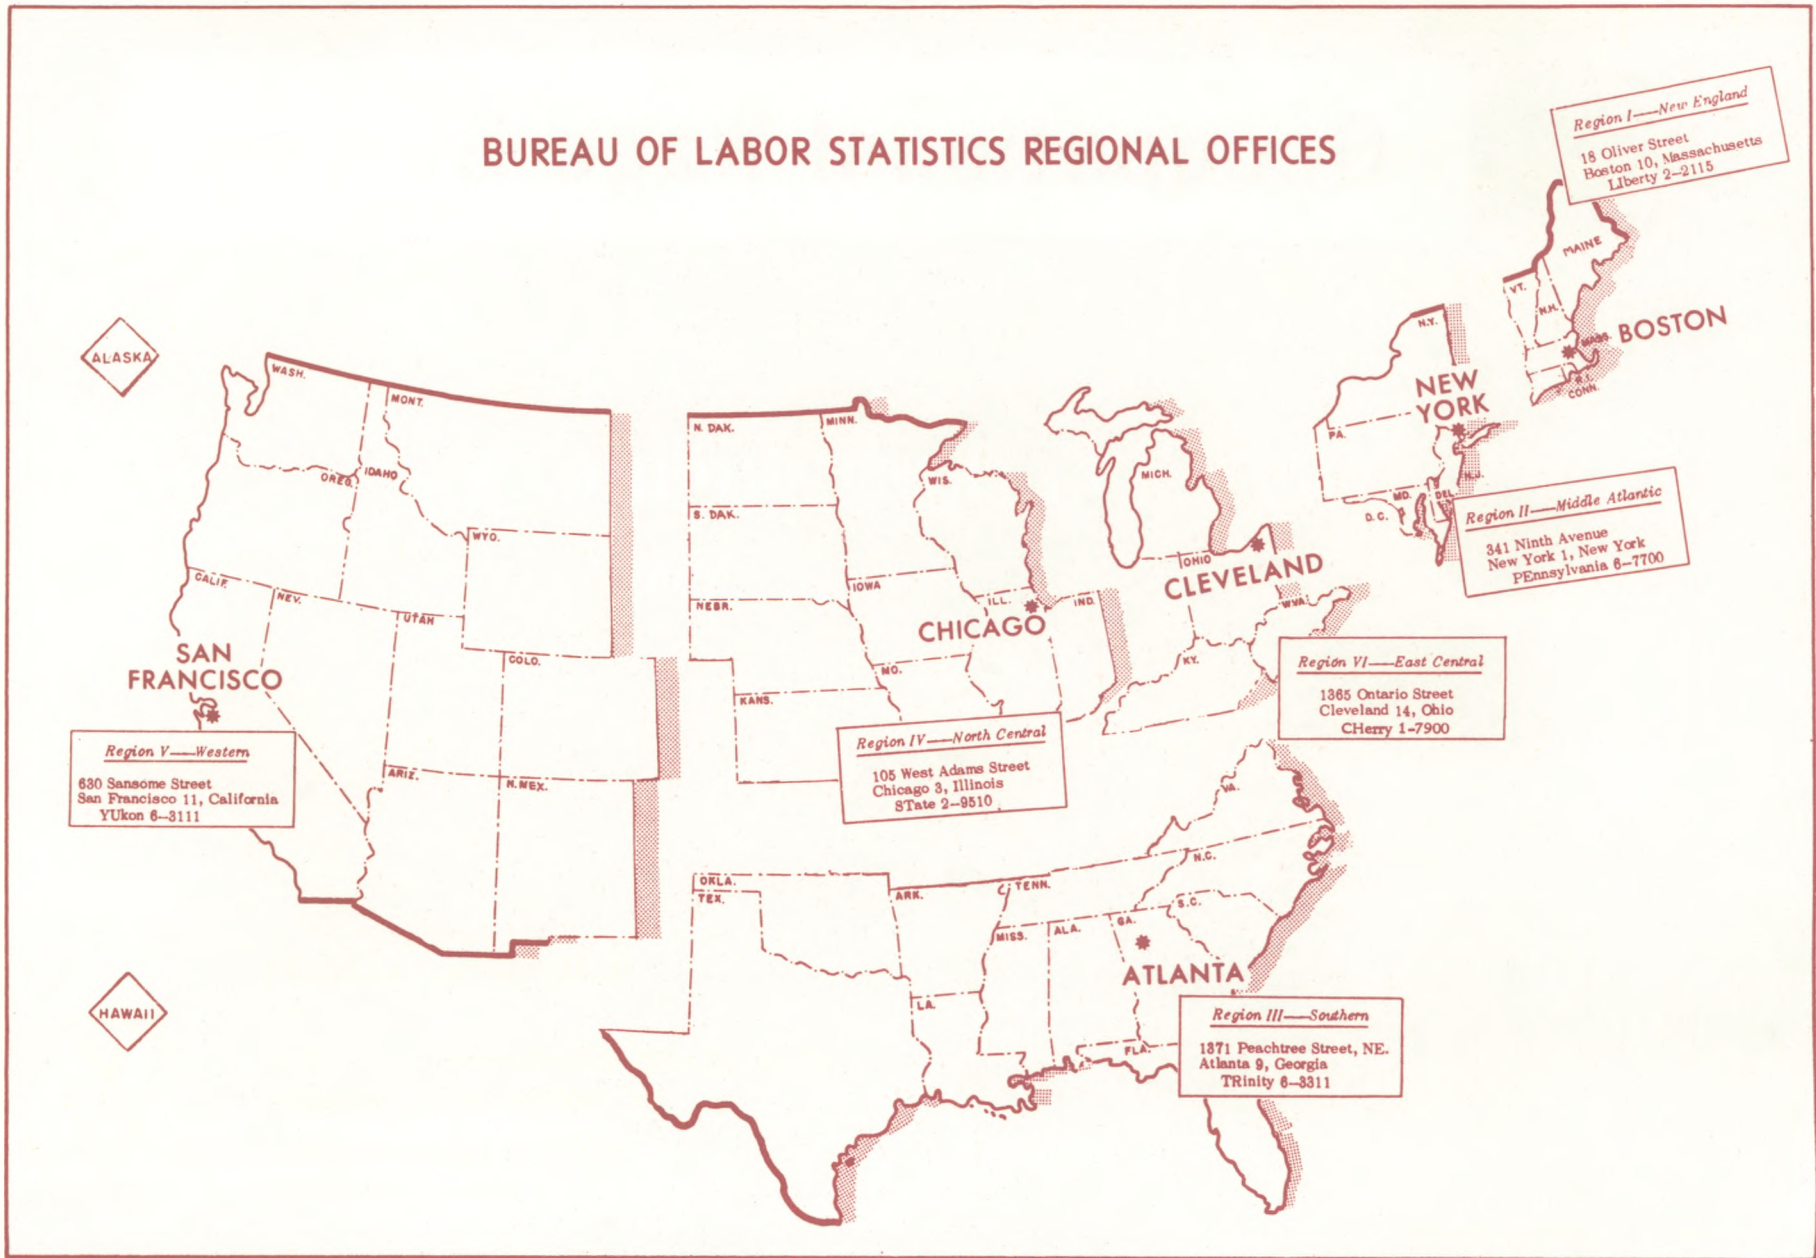 BUREAU OF LABOR STATISTICS REGIONAL OFFICES
Region I——New England
18 Oliver Street
Boston 10, Massachusetts
LIberty 2-2115
MAINE
VT.
N.H.
MASS.
BOSTON
R.I.
CONN.
N.Y.
NEW
YORK
PA.
N.J.
MD.
DEL.
D.C.
Region II——Middle Atlantic
341 Ninth Avenue
New York 1, New York
PEnnsylvania 6-7700
ALASKA
WASH.
MONT.
OREG.
IDAHO
WYO.
CALIF.
NEV.
UTAH
COLO.
SAN
FRANCISCO
Region V——Western
630 Sansome Street
San Francisco 11, California
YUkon 6-3111
ARIZ.
N.MEX.
HAWAII
N. DAK.
MINN.
WIS.
S. DAK.
IOWA
NEBR.
ILL.
IND.
CHICAGO
MO.
KANS.
Region IV——North Central
105 West Adams Street
Chicago 3, Illinois
STate 2-9510
MICH.
OHIO
CLEVELAND
W.VA.
KY.
Region VI——East Central
1365 Ontario Street
Cleveland 14, Ohio
CHerry 1-7900
VA.
N.C.
OKLA.
TEX.
ARK.
TENN.
S.C.
MISS.
ALA.
GA.
ATLANTA
LA.
FLA.
Region III——Southern
1371 Peachtree Street, NE.
Atlanta 9, Georgia
TRinity 6-3311